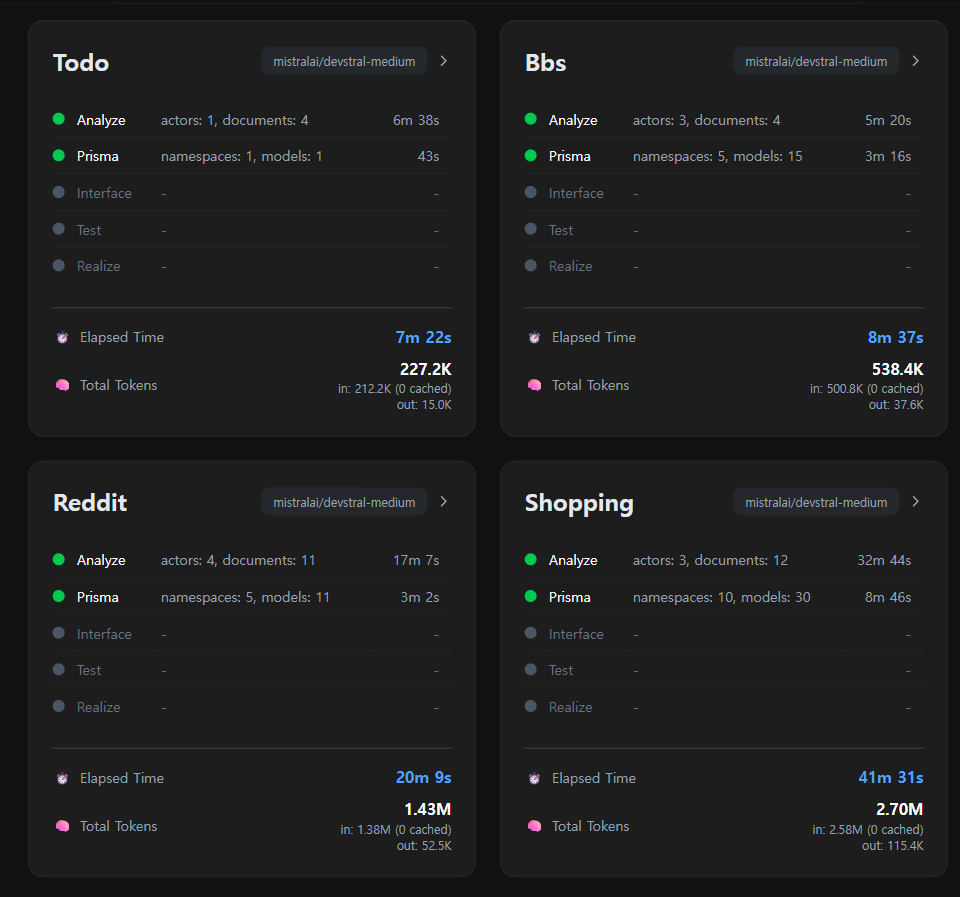 Todo
mistralai/devstral-medium
Analyze actors: 1, documents: 4 6m 38s
Prisma namespaces: 1, models: 1 43s
Interface - -
Test - -
Realize - -
Elapsed Time 7m 22s
Total Tokens 227.2K
in: 212.2K (0 cached)
out: 15.0K
Bbs
mistralai/devstral-medium
Analyze actors: 3, documents: 4 5m 20s
Prisma namespaces: 5, models: 15 3m 16s
Interface - -
Test - -
Realize - -
Elapsed Time 8m 37s
Total Tokens 538.4K
in: 500.8K (0 cached)
out: 37.6K
Reddit
mistralai/devstral-medium
Analyze actors: 4, documents: 11 17m 7s
Prisma namespaces: 5, models: 11 3m 2s
Interface - -
Test - -
Realize - -
Elapsed Time 20m 9s
Total Tokens 1.43M
in: 1.38M (0 cached)
out: 52.5K
Shopping
mistralai/devstral-medium
Analyze actors: 3, documents: 12 32m 44s
Prisma namespaces: 10, models: 30 8m 46s
Interface - -
Test - -
Realize - -
Elapsed Time 41m 31s
Total Tokens 2.70M
in: 2.58M (0 cached)
out: 115.4K